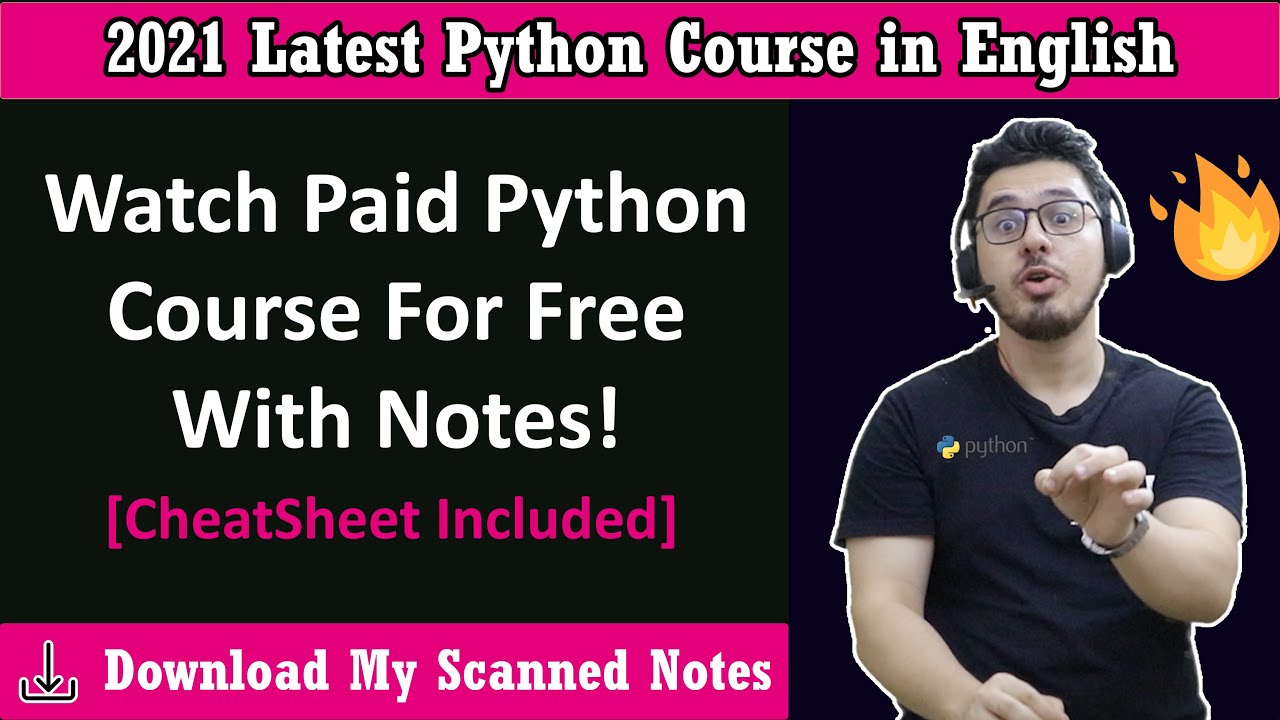 2021 Latest Python Course in English
Watch Paid Python
Course For Free
With Notes!
[CheatSheet Included]
python
Download My Scanned Notes